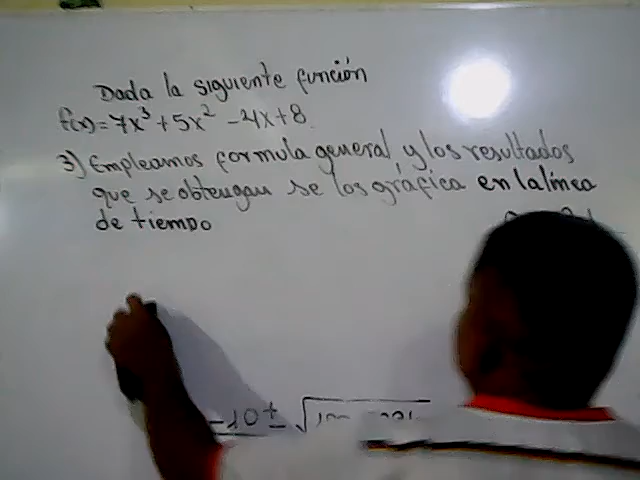 Dada la siguiente función
f(x)=7x³+5x²-4x+8
3) Empleamos formula general y los resultados
que se obtengan se los gráfica en la línea
de tiempo
-10±√